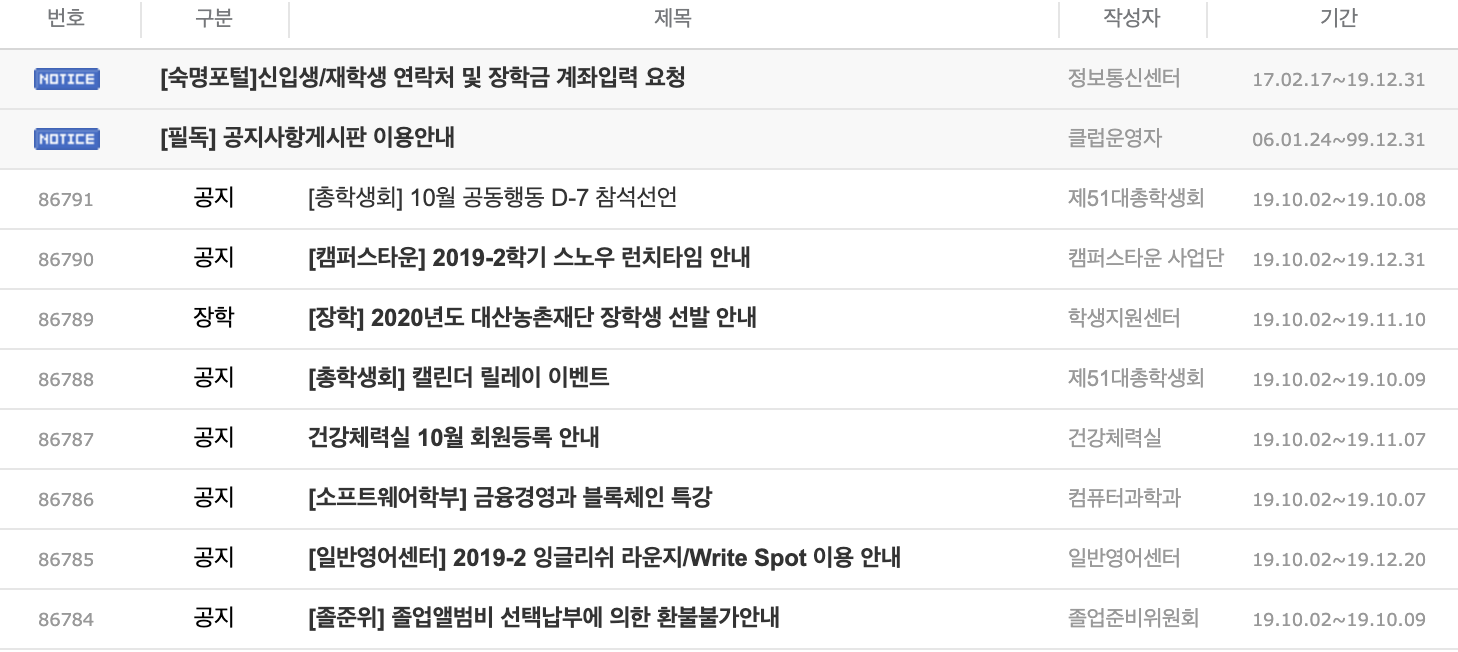 번호 구분 제목 작성자 기간
NOTICE [숙명포털]신입생/재학생 연락처 및 장학금 계좌입력 요청 정보통신센터 17.02.17~19.12.31
NOTICE [필독] 공지사항게시판 이용안내 클럽운영자 06.01.24~99.12.31
86791 공지 [총학생회] 10월 공동행동 D-7 참석선언 제51대총학생회 19.10.02~19.10.08
86790 공지 [캠퍼스타운] 2019-2학기 스노우 런치타임 안내 캠퍼스타운 사업단 19.10.02~19.12.31
86789 장학 [장학] 2020년도 대산농촌재단 장학생 선발 안내 학생지원센터 19.10.02~19.11.10
86788 공지 [총학생회] 캘린더 릴레이 이벤트 제51대총학생회 19.10.02~19.10.09
86787 공지 건강체력실 10월 회원등록 안내 건강체력실 19.10.02~19.11.07
86786 공지 [소프트웨어학부] 금융경영과 블록체인 특강 컴퓨터과학과 19.10.02~19.10.07
86785 공지 [일반영어센터] 2019-2 잉글리쉬 라운지/Write Spot 이용 안내 일반영어센터 19.10.02~19.12.20
86784 공지 [졸준위] 졸업앨범비 선택납부에 의한 환불불가안내 졸업준비위원회 19.10.02~19.10.09